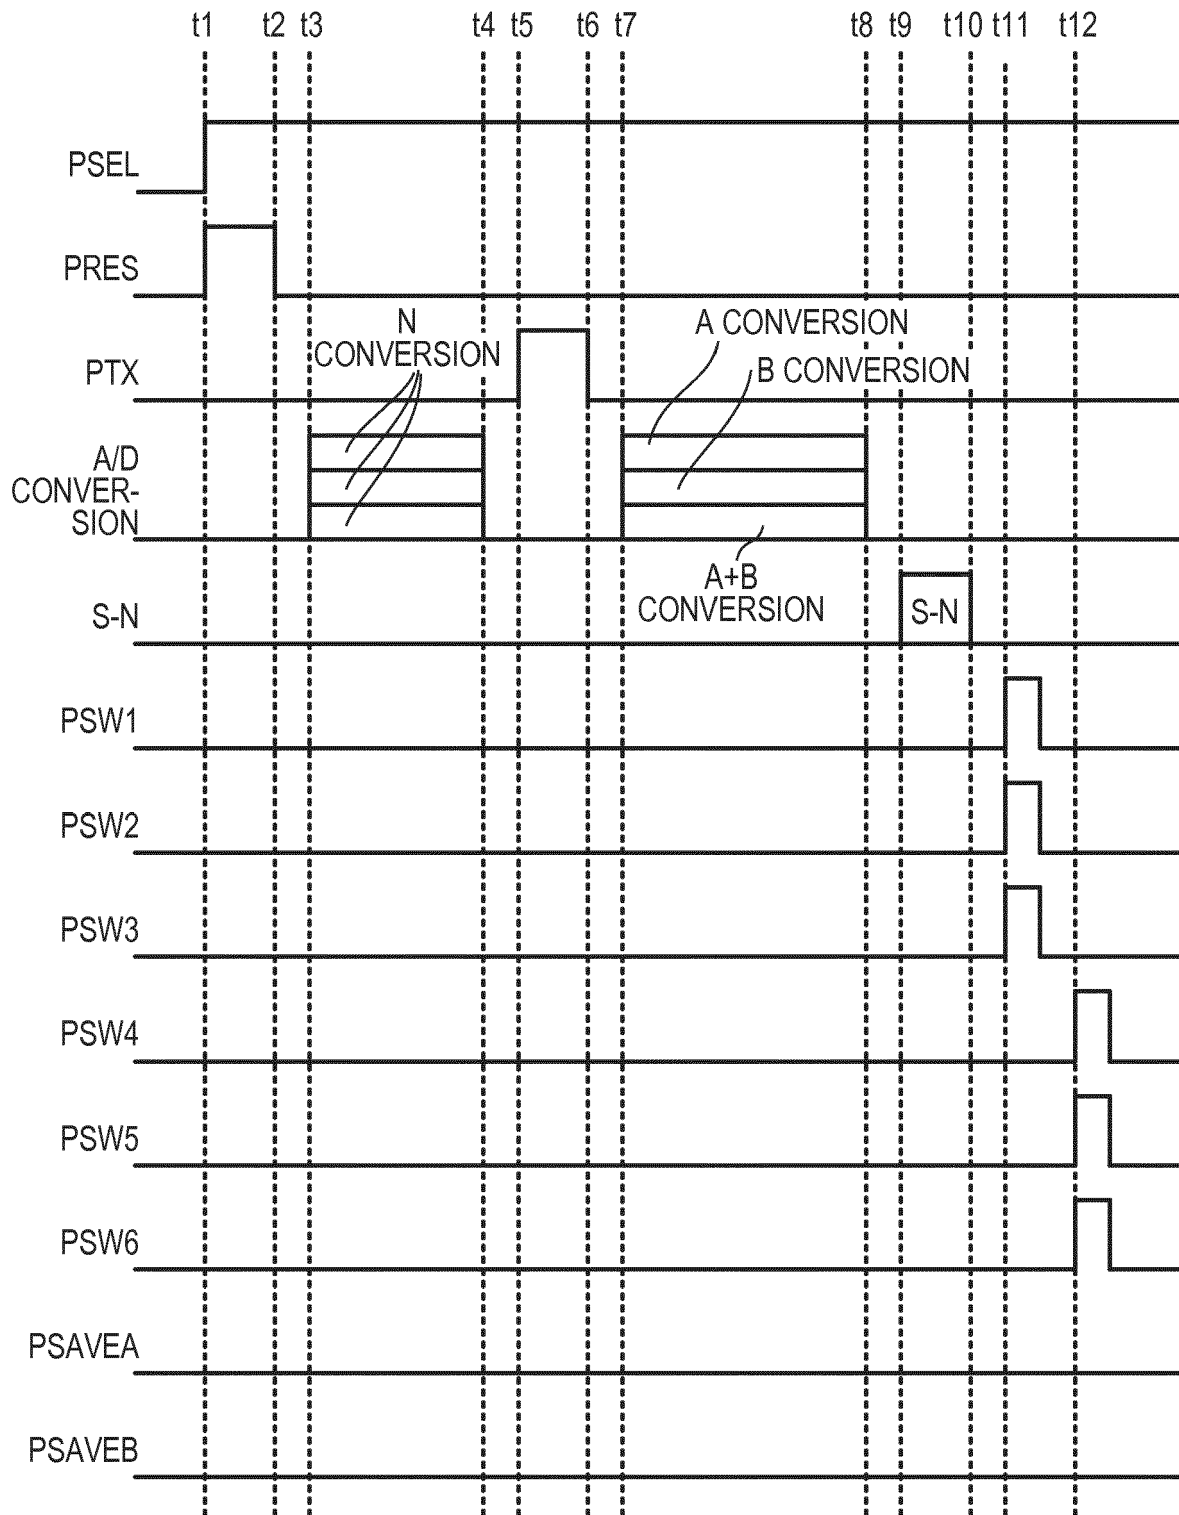 t1 t2 t3 t4 t5 t6 t7 t8 t9 t10 t11 t12
PSEL
PRES
N
CONVERSION
A CONVERSION
B CONVERSION
PTX
A/D
CONVER-
SION
A+B
CONVERSION
S-N
S-N
PSW1
PSW2
PSW3
PSW4
PSW5
PSW6
PSAVEA
PSAVEB